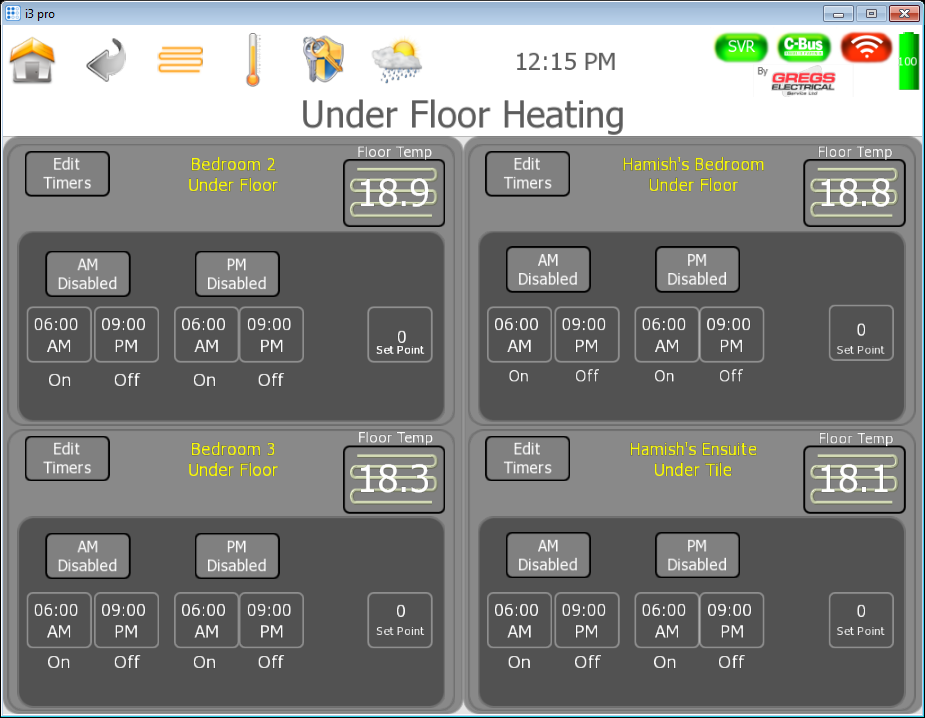 i3 pro
12:15 PM
SVR
C-Bus
100
By
GREGS
ELECTRICAL
Service Ltd
Under Floor Heating
Edit
Timers
Bedroom 2
Under Floor
Floor Temp
18.9
AM
Disabled
PM
Disabled
06:00
AM
09:00
PM
06:00
AM
09:00
PM
0
Set Point
On
Off
On
Off
Edit
Timers
Hamish's Bedroom
Under Floor
Floor Temp
18.8
AM
Disabled
PM
Disabled
06:00
AM
09:00
PM
06:00
AM
09:00
PM
0
Set Point
On
Off
On
Off
Edit
Timers
Bedroom 3
Under Floor
Floor Temp
18.3
AM
Disabled
PM
Disabled
06:00
AM
09:00
PM
06:00
AM
09:00
PM
0
Set Point
On
Off
On
Off
Edit
Timers
Hamish's Ensuite
Under Tile
Floor Temp
18.1
AM
Disabled
PM
Disabled
06:00
AM
09:00
PM
06:00
AM
09:00
PM
0
Set Point
On
Off
On
Off